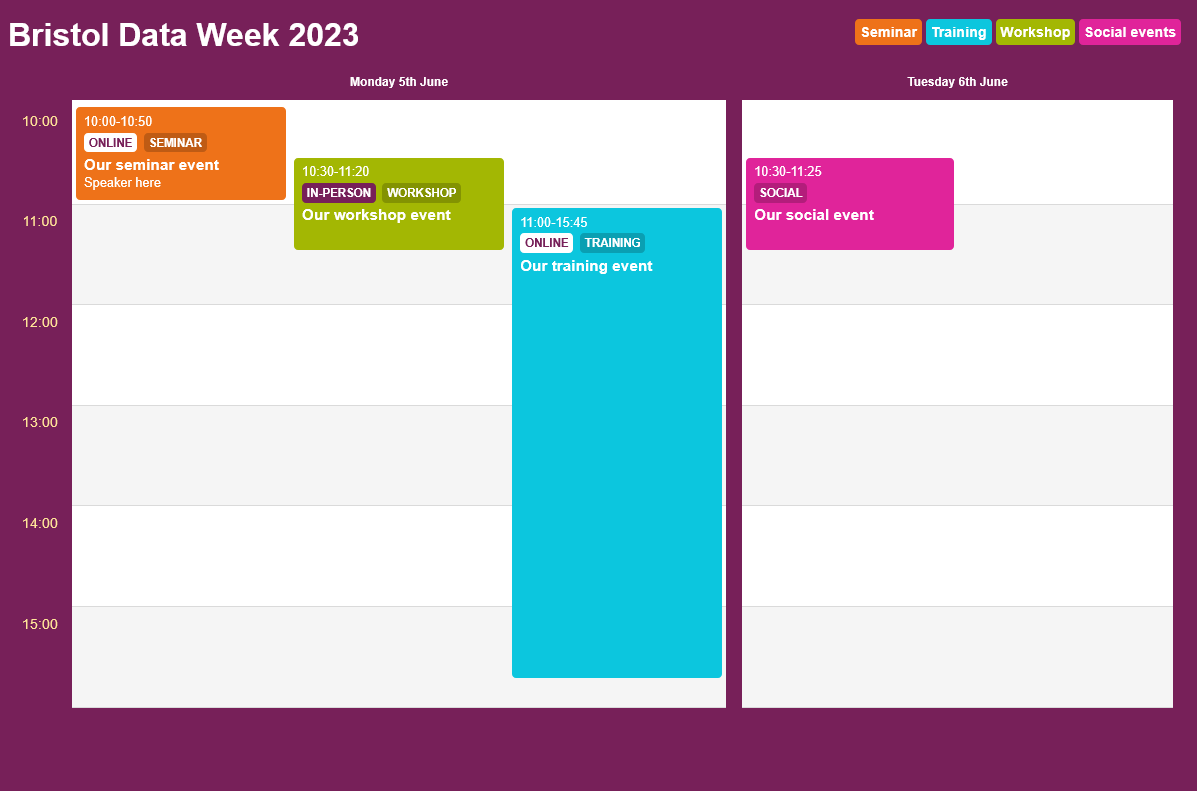 Bristol Data Week 2023
Seminar Training Workshop Social events
Monday 5th June
Tuesday 6th June
10:00
11:00
12:00
13:00
14:00
15:00
10:00-10:50
ONLINE SEMINAR
Our seminar event
Speaker here
10:30-11:20
IN-PERSON WORKSHOP
Our workshop event
11:00-15:45
ONLINE TRAINING
Our training event
10:30-11:25
SOCIAL
Our social event